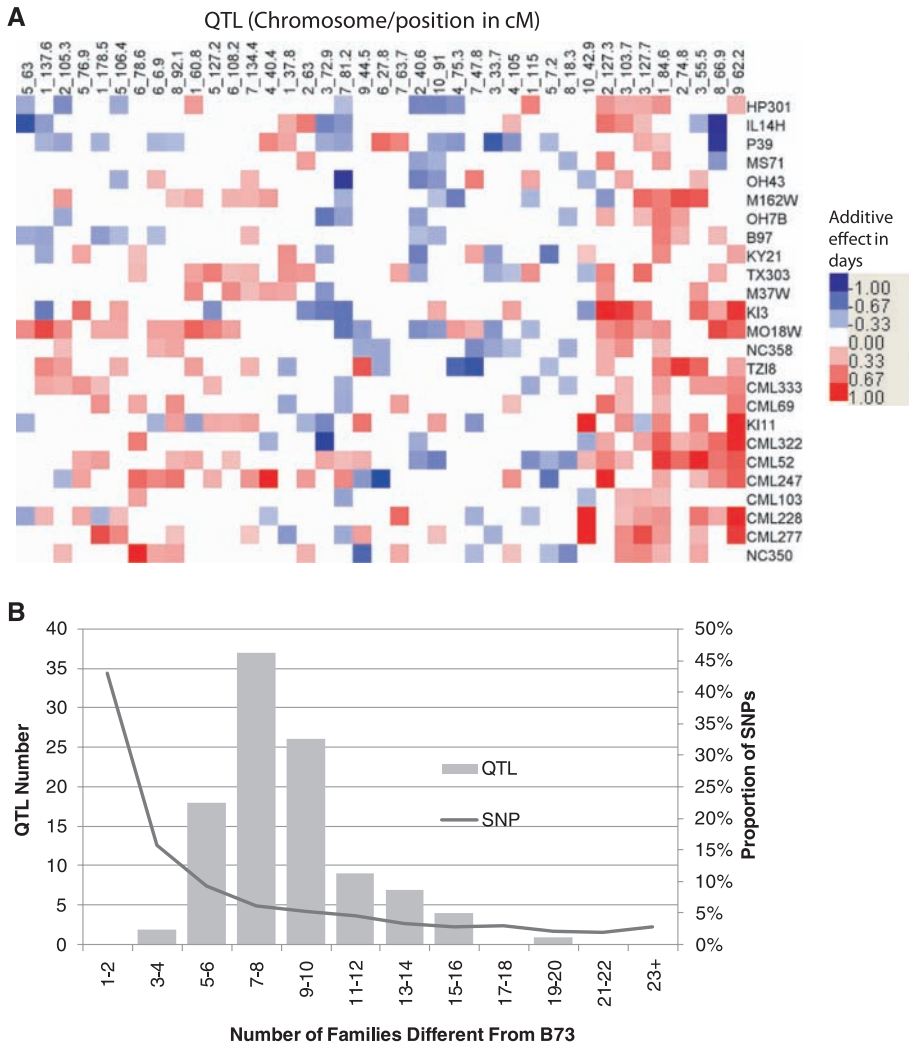 A
QTL (Chromosome/position in cM)
5_63
1_137.6
2_105.3
5_76.9
1_178.5
5_106.4
6_78.6
6_6.9
8_92.1
1_60.8
5_127.2
6_108.2
7_134.4
4_40.4
1_37.8
2_63
3_72.9
7_81.2
9_44.5
6_27.8
7_63.7
2_40.6
10_91
4_75.3
7_47.8
3_33.7
4_105
1_115
5_7.2
8_18.3
10_42.9
2_127.3
3_103.7
3_127.7
1_84.6
2_74.8
3_55.5
8_66.9
9_62.2
HP301
IL14H
P39
MS71
OH43
M162W
OH7B
B97
KY21
TX303
M37W
KI3
MO18W
NC358
TZI8
CML333
CML69
KI11
CML322
CML52
CML247
CML103
CML228
CML277
NC350
Additive
effect in
days
-1.00
-0.67
-0.33
0.00
0.33
0.67
1.00
B
40
35
30
25
20
15
10
5
0
QTL Number
50%
45%
40%
35%
30%
25%
20%
15%
10%
5%
0%
Proportion of SNPs
QTL
SNP
1-2
3-4
5-6
7-8
9-10
11-12
13-14
15-16
17-18
19-20
21-22
23+
Number of Families Different From B73